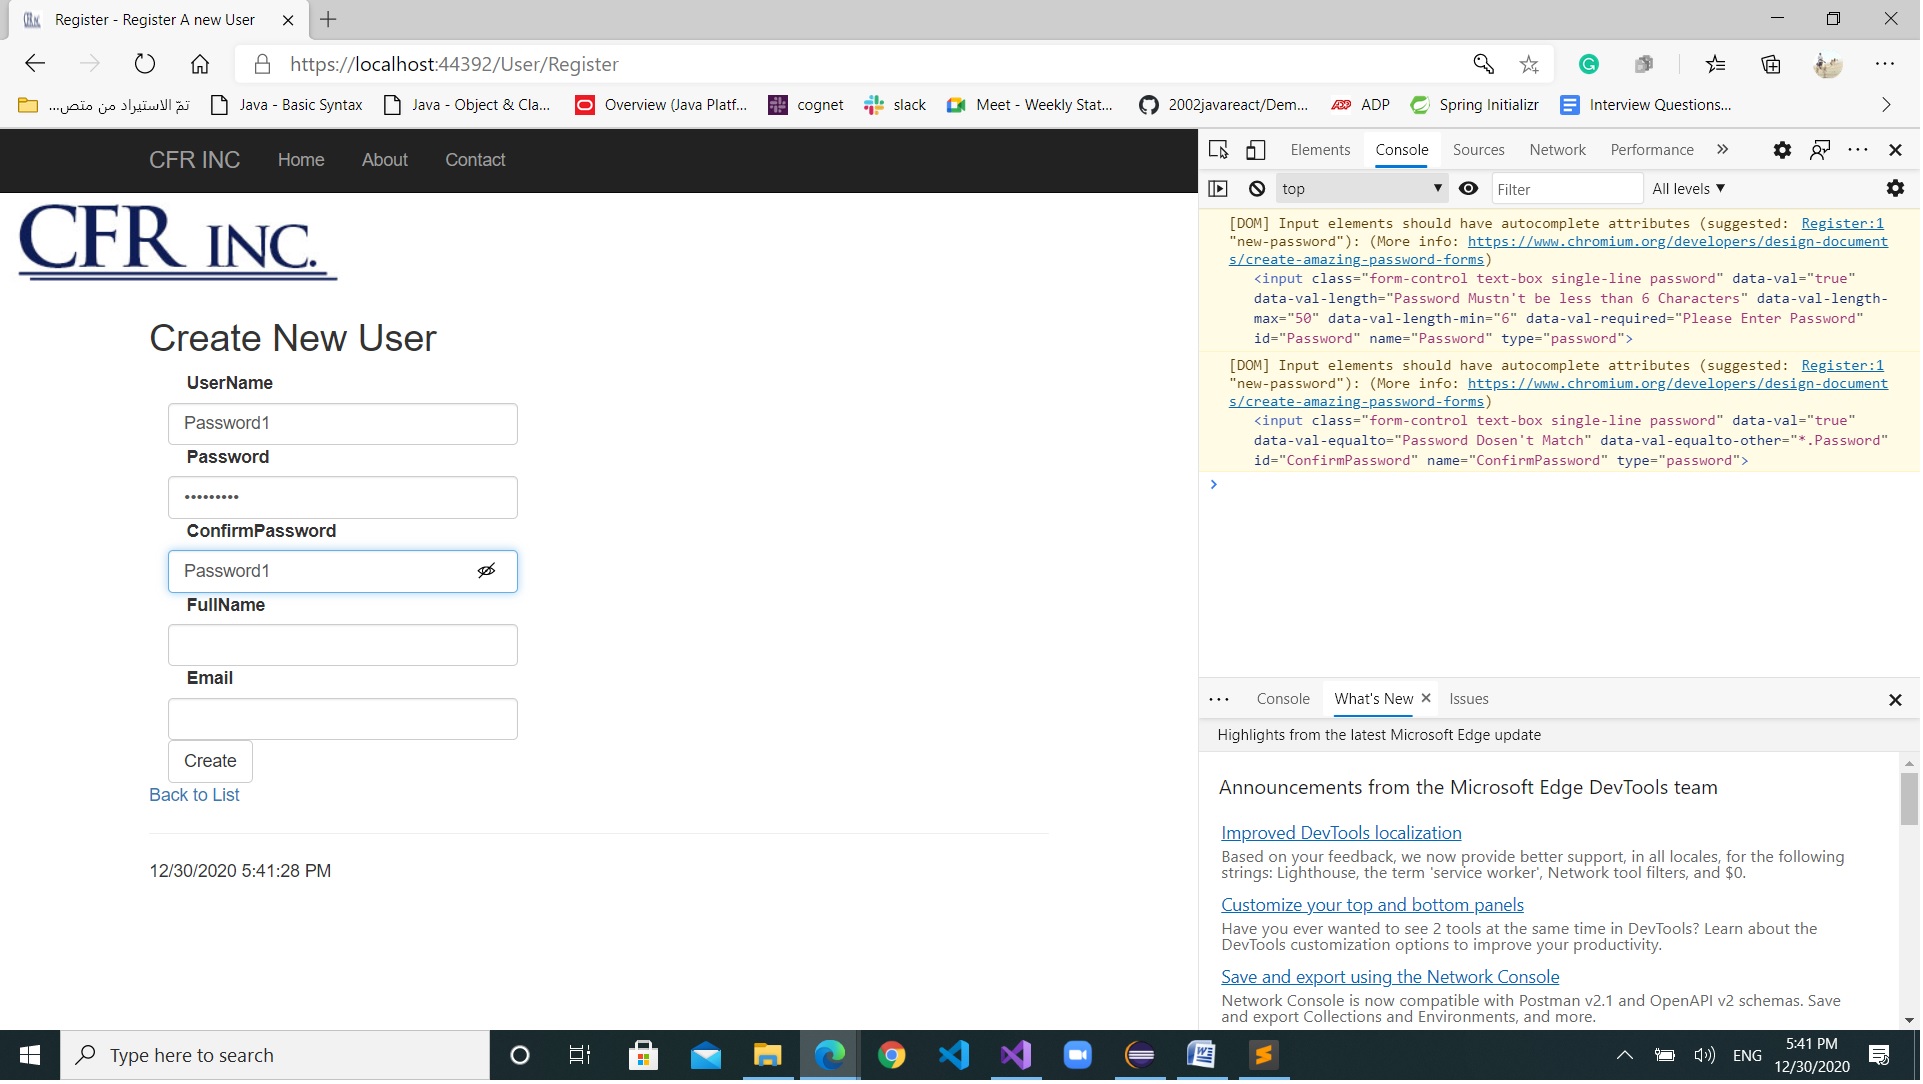 Register - Register A new User
https://localhost:44392/User/Register
تمّ الاستيراد من متص...
Java - Basic Syntax
Java - Object & Cla...
Overview (Java Platf...
cognet
slack
Meet - Weekly Stat...
2002javareact/Dem...
ADP
Spring Initializr
Interview Questions...
CFR INC
Home
About
Contact
CFR INC.
Create New User
UserName
Password1
Password
•••••••••
ConfirmPassword
Password1
FullName
Email
Create
Back to List
12/30/2020 5:41:28 PM
Elements
Console
Sources
Network
Performance
top
Filter
All levels
[DOM] Input elements should have autocomplete attributes (suggested: Register:1
"new-password"): (More info: https://www.chromium.org/developers/design-document
s/create-amazing-password-forms)
<input class="form-control text-box single-line password" data-val="true"
data-val-length="Password Mustn't be less than 6 Characters" data-val-length-
max="50" data-val-length-min="6" data-val-required="Please Enter Password"
id="Password" name="Password" type="password">
[DOM] Input elements should have autocomplete attributes (suggested: Register:1
"new-password"): (More info: https://www.chromium.org/developers/design-document
s/create-amazing-password-forms)
<input class="form-control text-box single-line password" data-val="true"
data-val-equalto="Password Dosen't Match" data-val-equalto-other="*.Password"
id="ConfirmPassword" name="ConfirmPassword" type="password">
Console
What's New
Issues
Highlights from the latest Microsoft Edge update
Announcements from the Microsoft Edge DevTools team
Improved DevTools localization
Based on your feedback, we now provide better support, in all locales, for the following
strings: Lighthouse, the term 'service worker', Network tool filters, and $0.
Customize your top and bottom panels
Have you ever wanted to see 2 tools at the same time in DevTools? Learn about the
DevTools customization options to improve your productivity.
Save and export using the Network Console
Network Console is now compatible with Postman v2.1 and OpenAPI v2 schemas. Save
and export Collections and Environments, and more.
Type here to search
ENG
5:41 PM
12/30/2020